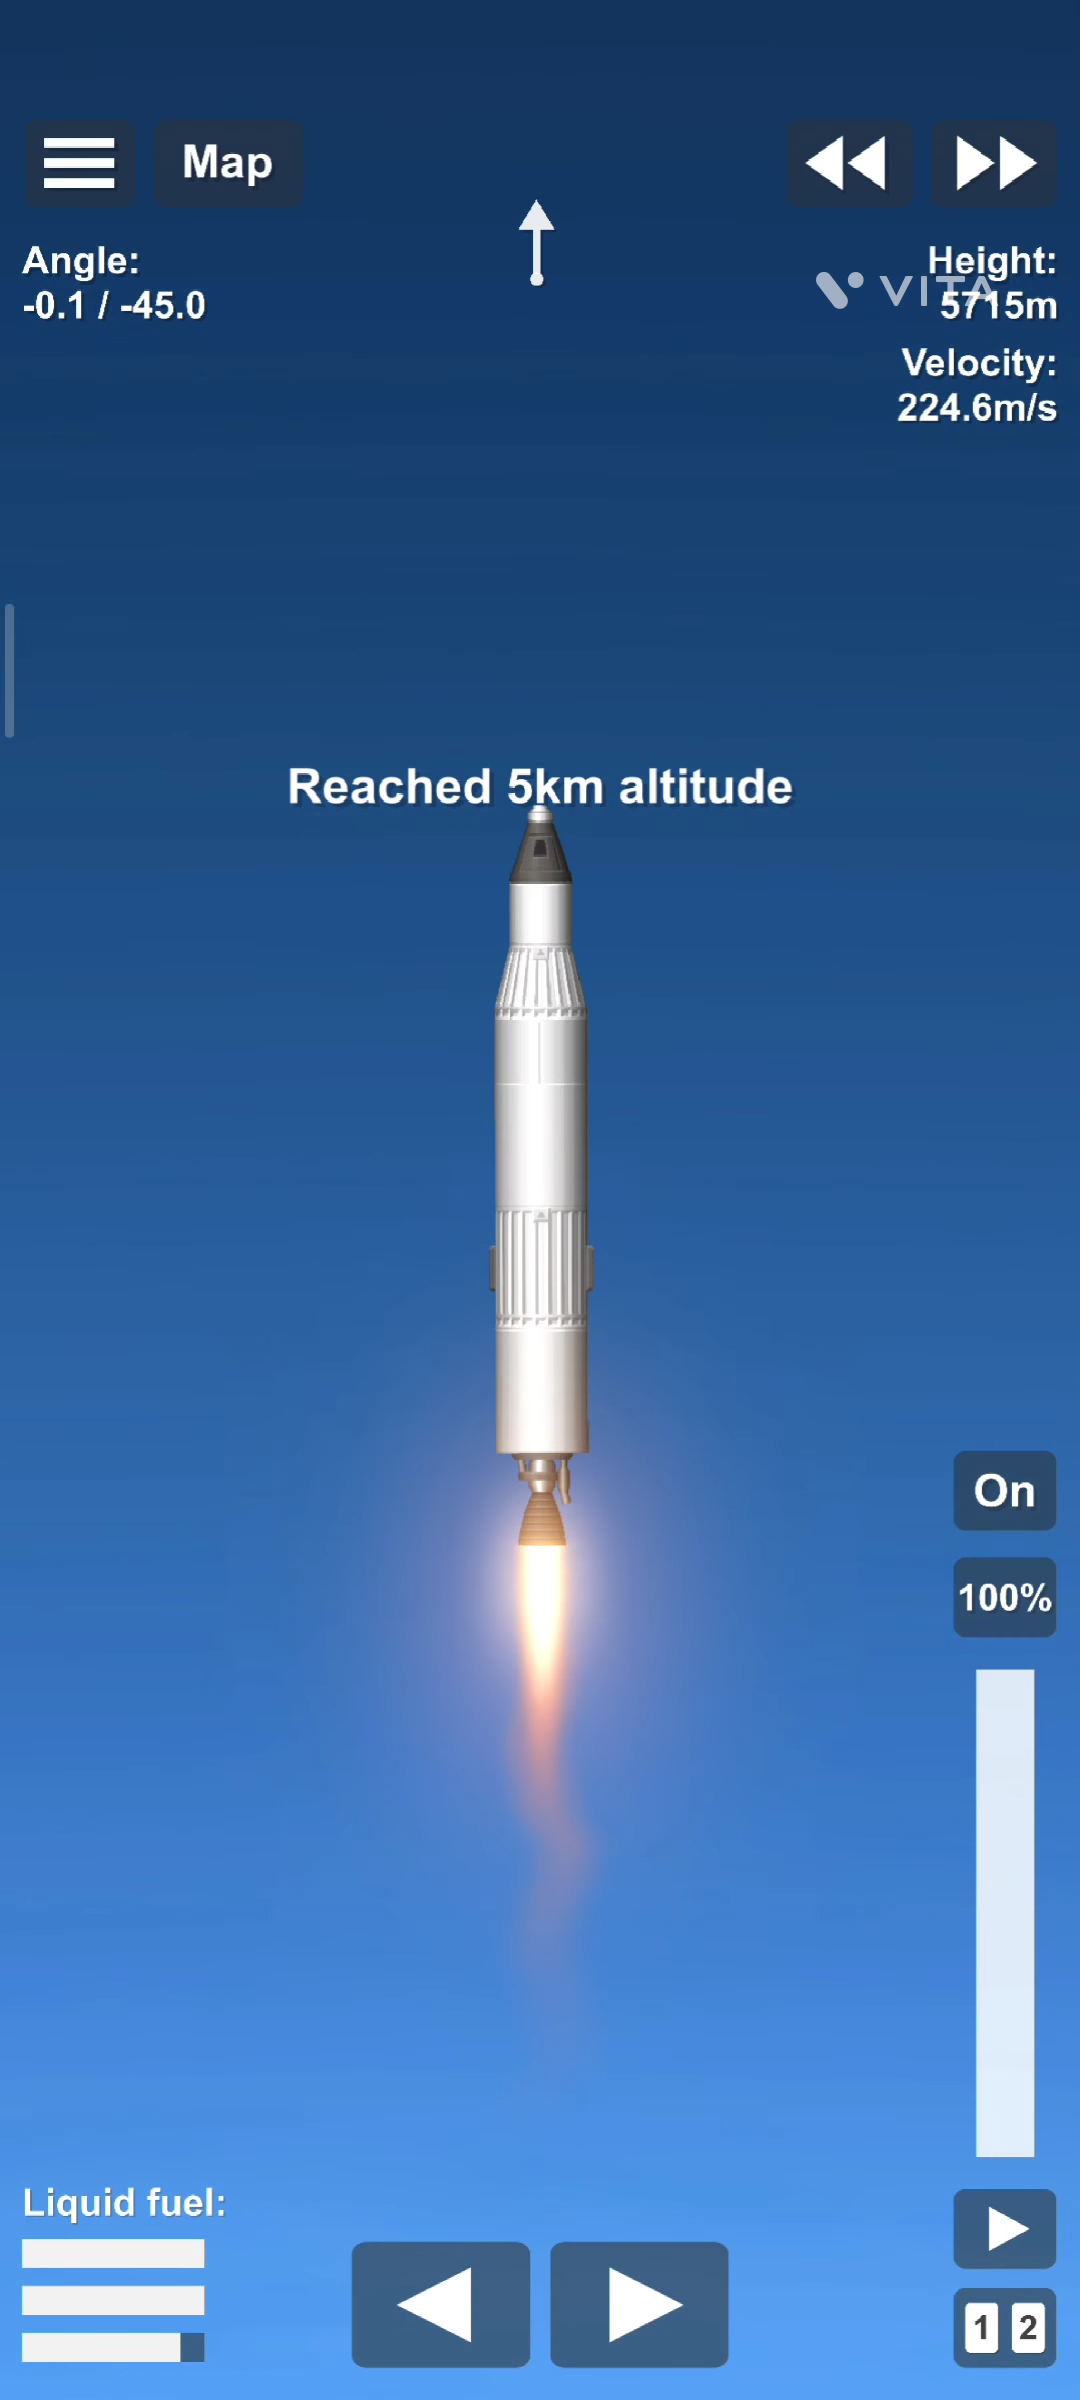 Map
Angle:
-0.1 / -45.0
Height:
VITA
5715m
Velocity:
224.6m/s
Reached 5km altitude
On
100%
Liquid fuel:
1 2